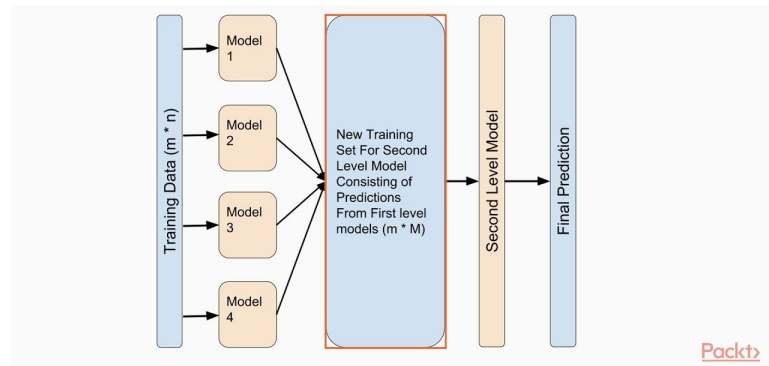 Training Data (m * n)
Model
1
Model
2
Model
3
Model
4
New Training
Set For Second
Level Model
Consisting of
Predictions
From First level
models (m * M)
Second Level Model
Final Prediction
Packt>